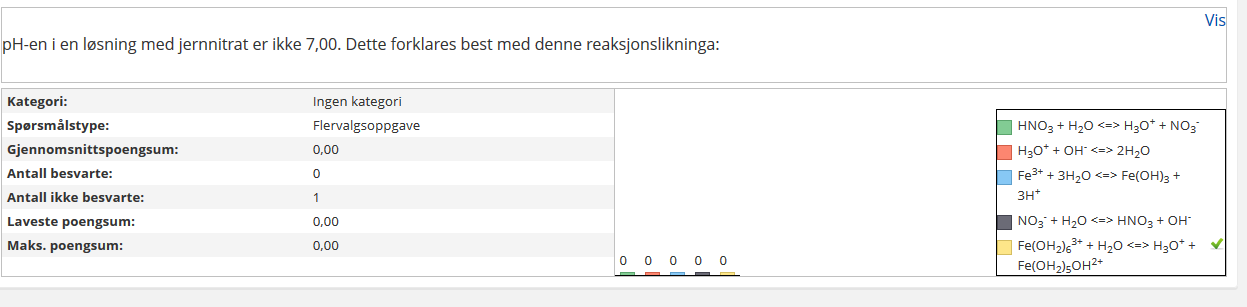 Vis
pH-en i en løsning med jernnitrat er ikke 7,00. Dette forklares best med denne reaksjonslikninga:
Kategori: Ingen kategori
Spørsmålstype: Flervalgsoppgave
Gjennomsnittspoengsum: 0,00
Antall besvarte: 0
Antall ikke besvarte: 1
Laveste poengsum: 0,00
Maks. poengsum: 0,00
0 0 0 0 0
HNO₃ + H₂O <=> H₃O⁺ + NO₃⁻
H₃O⁺ + OH⁻ <=> 2H₂O
Fe³⁺ + 3H₂O <=> Fe(OH)₃ +
3H⁺
NO₃⁻ + H₂O <=> HNO₃ + OH⁻
Fe(OH₂)₆³⁺ + H₂O <=> H₃O⁺ +
Fe(OH₂)₅OH²⁺